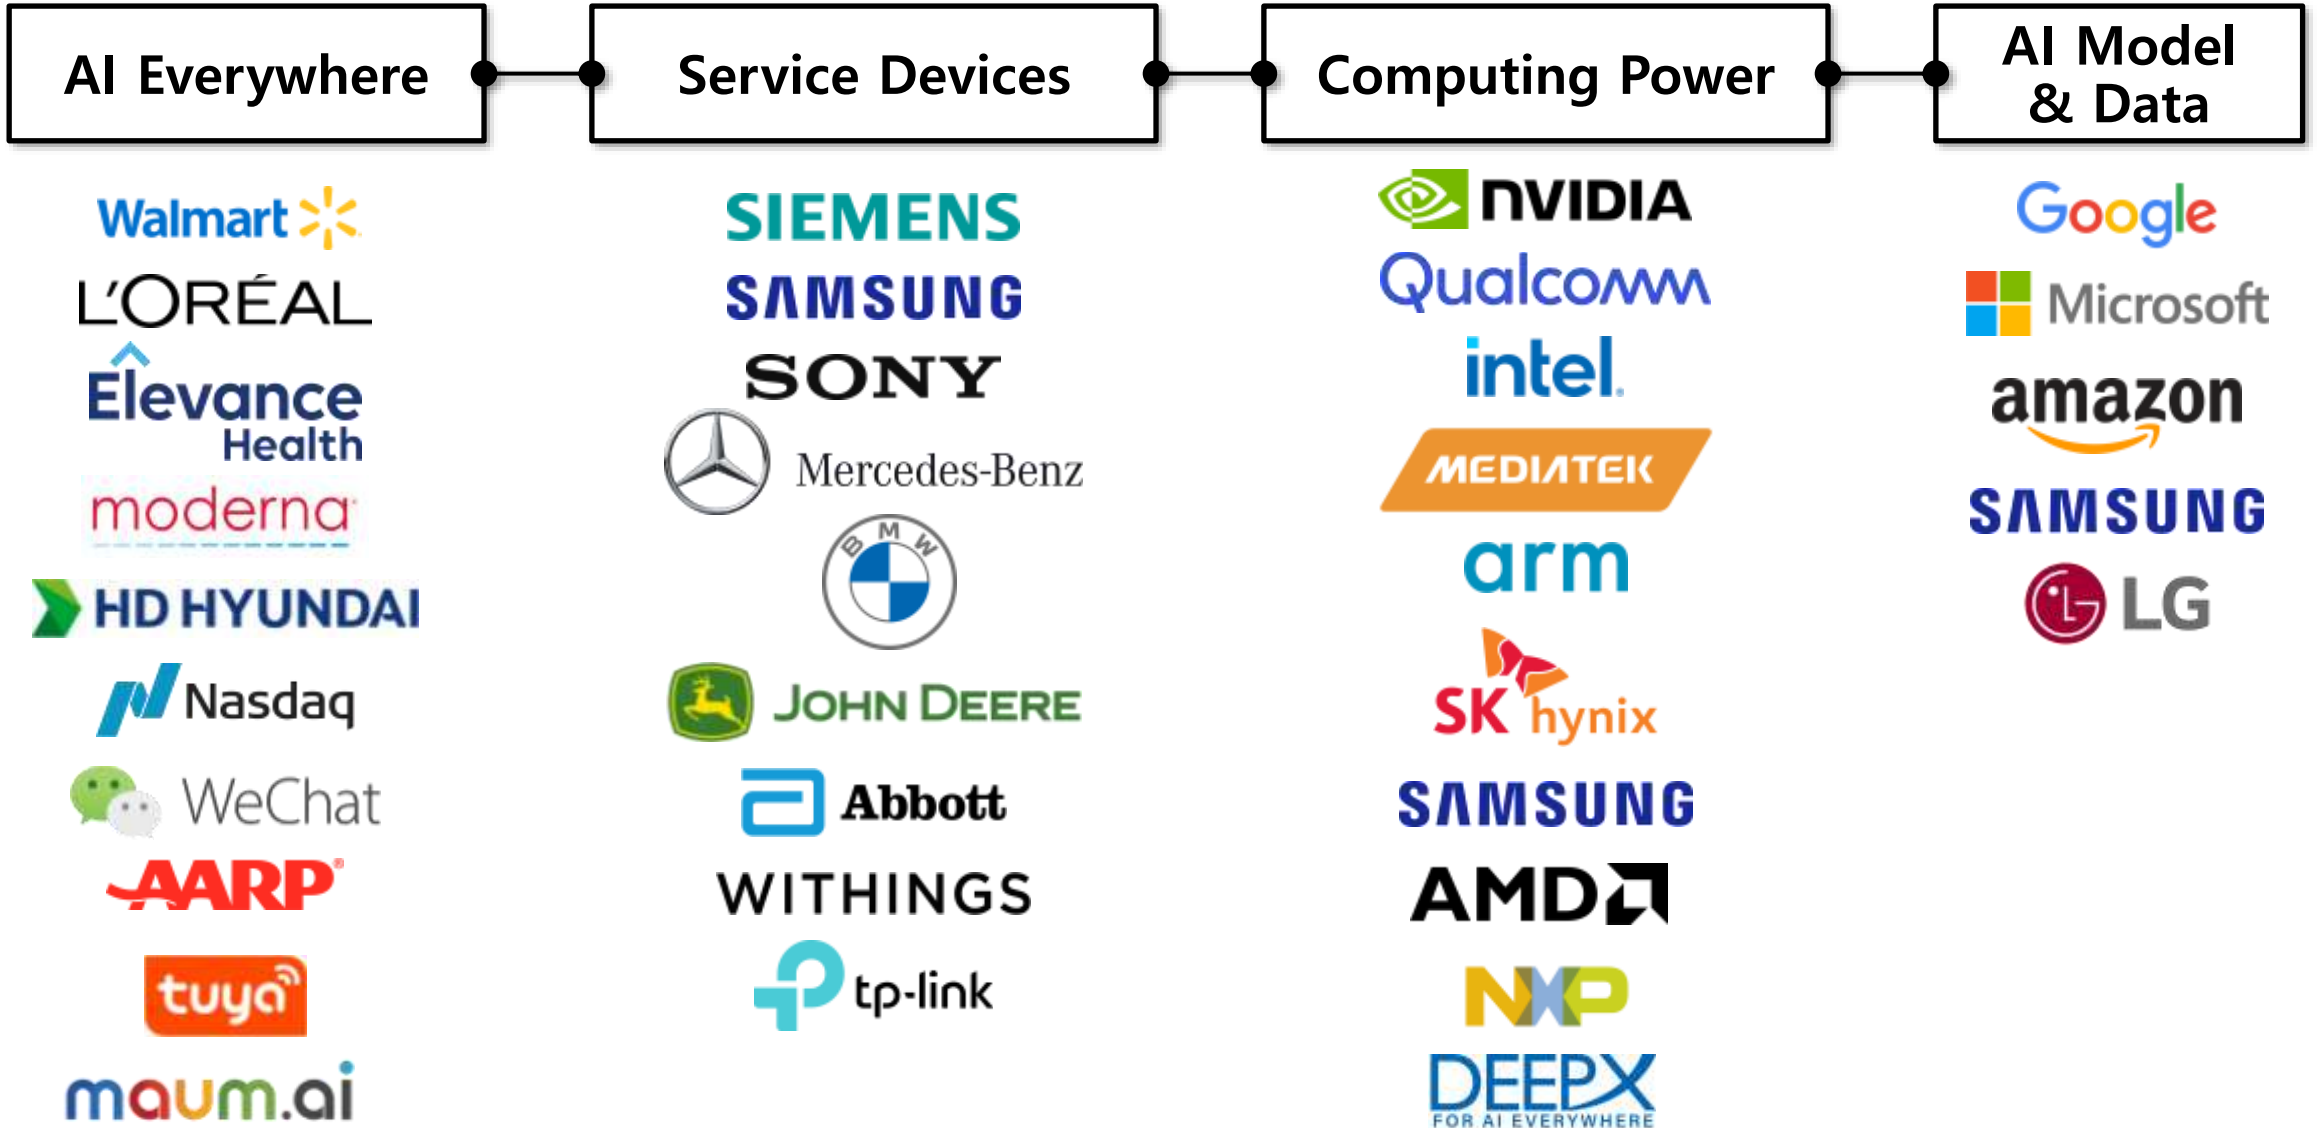 AI Everywhere
Service Devices
Computing Power
AI Model
& Data
Walmart
L'ORÉAL
Elevance
Health
moderna
HD HYUNDAI
Nasdaq
WeChat
AARP®
tuya
maum.ai
SIEMENS
SAMSUNG
SONY
Mercedes-Benz
BMW
JOHN DEERE
Abbott
WITHINGS
tp-link
NVIDIA
Qualcomm
intel.
MEDIATEK
arm
SK hynix
SAMSUNG
AMD
NXP
DEEPX
FOR AI EVERYWHERE
Google
Microsoft
amazon
SAMSUNG
LG